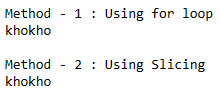 Method - 1 : Using for loop
khokho
Method - 2 : Using Slicing
khokho